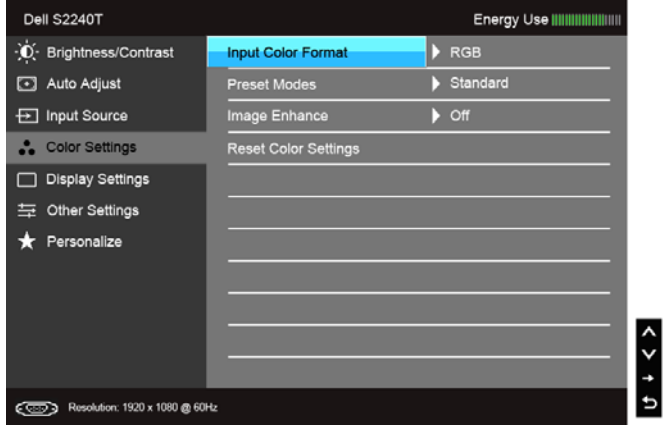 Dell S2240T Energy Use
Brightness/Contrast Input Color Format RGB
Auto Adjust Preset Modes Standard
Input Source Image Enhance Off
Color Settings Reset Color Settings
Display Settings
Other Settings
Personalize
Resolution: 1920 x 1080 @ 60Hz